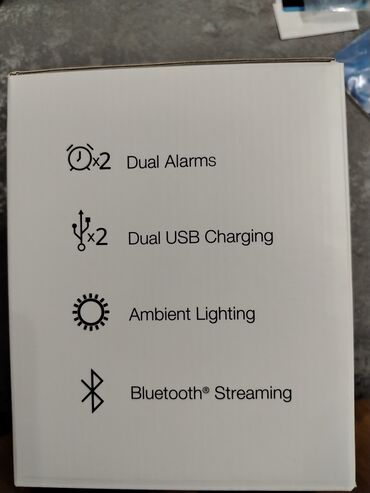 x2 Dual Alarms
x2 Dual USB Charging
Ambient Lighting
Bluetooth® Streaming